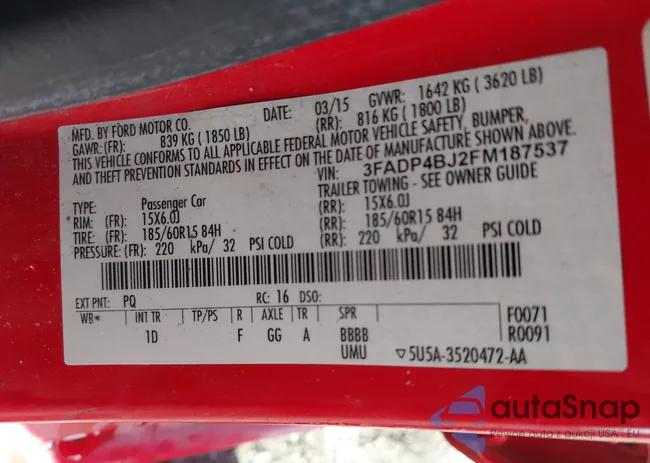 MFD. BY FORD MOTOR CO.
DATE: 03/15 GVWR: 1642 KG ( 3620 LB)
GAWR: (FR): 839 KG ( 1850 LB) (RR): 816 KG ( 1800 LB)
THIS VEHICLE CONFORMS TO ALL APPLICABLE FEDERAL MOTOR VEHICLE SAFETY, BUMPER,
AND THEFT PREVENTION STANDARDS IN EFFECT ON THE DATE OF MANUFACTURE SHOWN ABOVE.
VIN: 3FADP4BJ2FM187537
TYPE: Passenger Car TRAILER TOWING - SEE OWNER GUIDE
RIM: (FR): 15X6.0J (RR): 15X6.0J
TIRE: (FR): 185/60R15 84H (RR): 185/60R15 84H
PRESSURE: (FR): 220 kPa/ 32 PSI COLD (RR): 220 kPa/ 32 PSI COLD
EXT PNT: PQ RC: 16 DSO:
WB* INT TR TP/PS R AXLE TR SPR F0071
1D F GG A BBBB R0091
UMU ▽5U5A-3520472-AA
autoSnap
Pewne auta z aukcji USA i EU